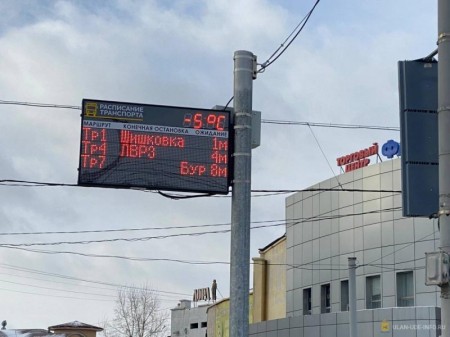 РАСПИСАНИЕ
ТРАНСПОРТА
-5°C
МАРШРУТ КОНЕЧНАЯ ОСТАНОВКА ОЖИДАНИЕ
Тр1 Шишковка 1м
Тр4 ЛВРЗ 4м
Тр7 Бур 8м
ТОРГОВЫЙ
ЦЕНТР
ULAN-UDE-INFO.RU